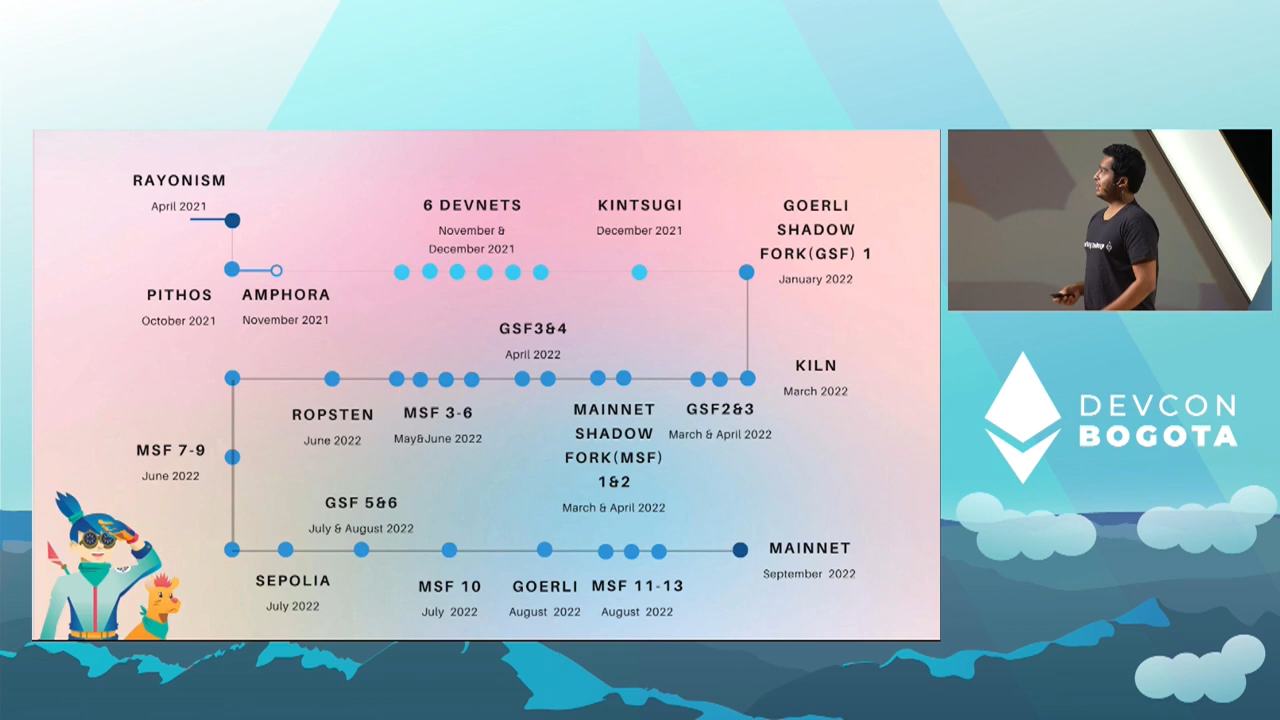 RAYONISM
April 2021
6 DEVNETS
November &
December 2021
KINTSUGI
December 2021
GOERLI
SHADOW
FORK(GSF) 1
January 2022
PITHOS
October 2021
AMPHORA
November 2021
GSF3&4
April 2022
KILN
March 2022
ROPSTEN
June 2022
MSF 3-6
May&June 2022
MAINNET
SHADOW
FORK(MSF)
1&2
March & April 2022
GSF2&3
March & April 2022
MSF 7-9
June 2022
GSF 5&6
July & August 2022
SEPOLIA
July 2022
MSF 10
July 2022
GOERLI
August 2022
MSF 11-13
August 2022
MAINNET
September 2022
DEVCON
BOGOTA